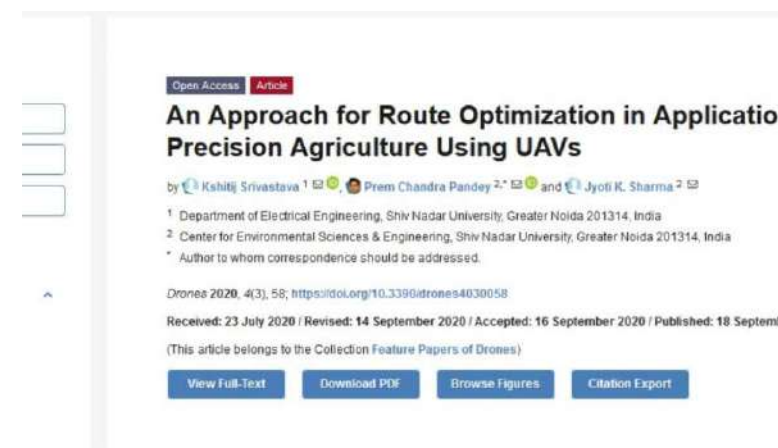 Open Access Article
An Approach for Route Optimization in Applicatio
Precision Agriculture Using UAVs
by Kshitij Srivastava 1, Prem Chandra Pandey 2,* and Jyoti K. Sharma 2
1 Department of Electrical Engineering, Shiv Nadar University, Greater Noida 201314, India
2 Center for Environmental Sciences & Engineering, Shiv Nadar University, Greater Noida 201314, India
* Author to whom correspondence should be addressed.
Drones 2020, 4(3), 58; https://doi.org/10.3390/drones4030058
Received: 23 July 2020 / Revised: 14 September 2020 / Accepted: 16 September 2020 / Published: 18 Septem
(This article belongs to the Collection Feature Papers of Drones)
View Full-Text Download PDF Browse Figures Citation Export